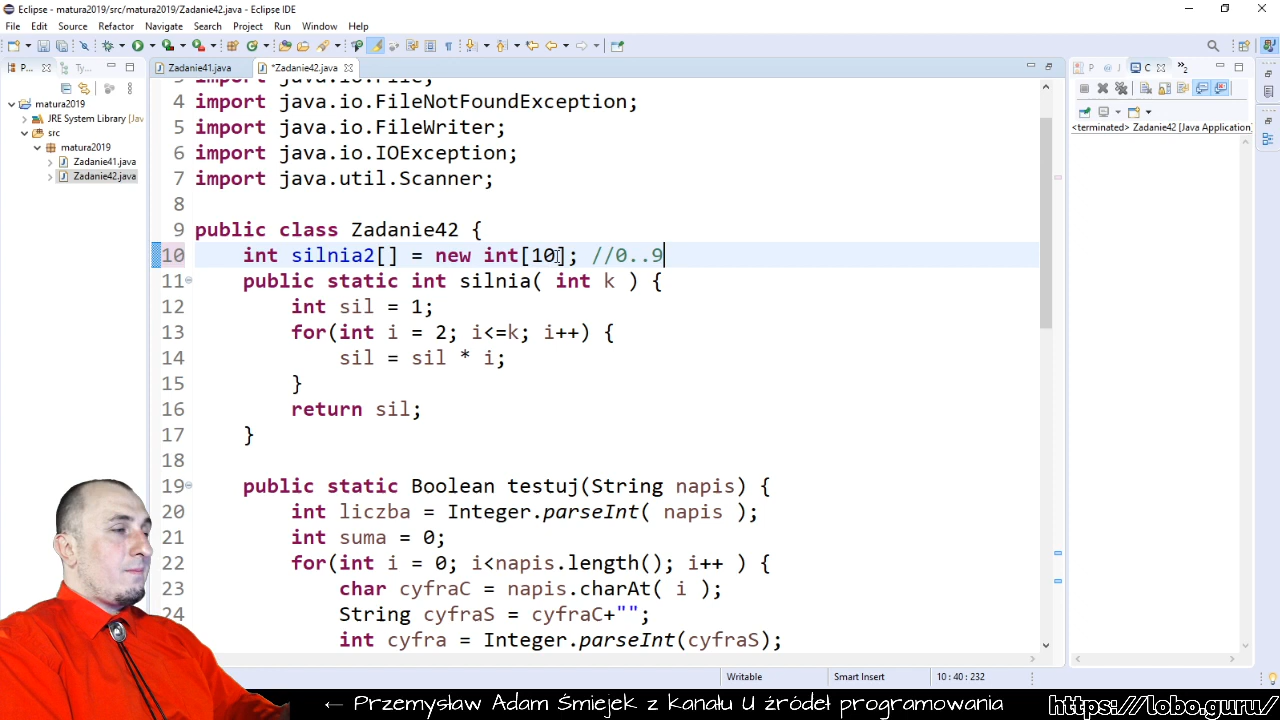 Eclipse - matura2019/src/matura2019/Zadanie42.java - Eclipse IDE
File Edit Source Refactor Navigate Search Project Run Window Help
P... Ty... Zadanie41.java *Zadanie42.java P @ J C »2
matura2019
JRE System Library [Jav
src
matura2019
Zadanie41.java
Zadanie42.java
<terminated> Zadanie42 [Java Application]
4 import java.io.FileNotFoundException;
5 import java.io.FileWriter;
6 import java.io.IOException;
7 import java.util.Scanner;
8
9 public class Zadanie42 {
10 int silnia2[] = new int[10]; //0..9
11 public static int silnia( int k ) {
12 int sil = 1;
13 for(int i = 2; i<=k; i++) {
14 sil = sil * i;
15 }
16 return sil;
17 }
18
19 public static Boolean testuj(String napis) {
20 int liczba = Integer.parseInt( napis );
21 int suma = 0;
22 for(int i = 0; i<napis.length(); i++ ) {
23 char cyfraC = napis.charAt( i );
24 String cyfraS = cyfraC+"";
int cyfra = Integer.parseInt(cyfraS);
Writable Smart Insert 10 : 40 : 232
← Przemysław Adam Śmiejek z kanału U źródeł programowania https://lobo.guru/